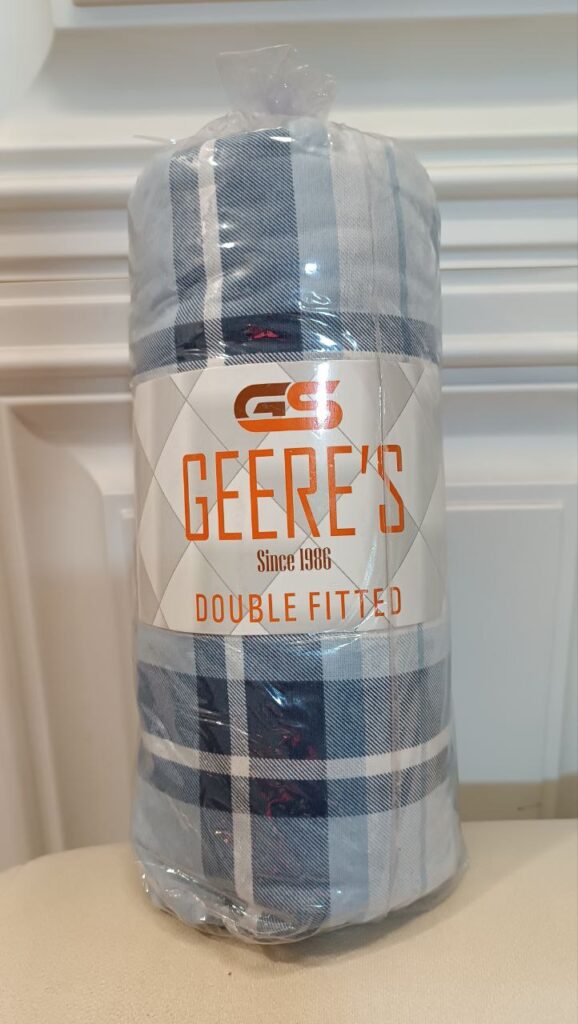 GS
GEERE'S
Since 1986
DOUBLE FITTED